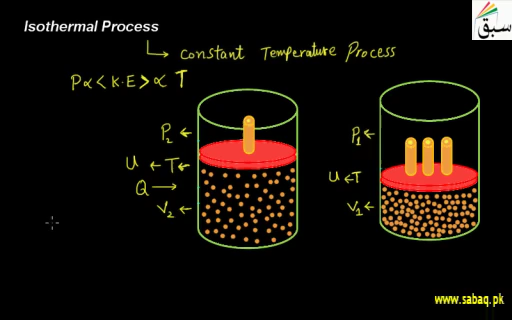 Isothermal Process
سبق
Constant Temperature Process
P∝<K.E>∝ T
P₂
U ← T
Q →
V₂
P₁
U ← T
V₁
www.sabaq.pk